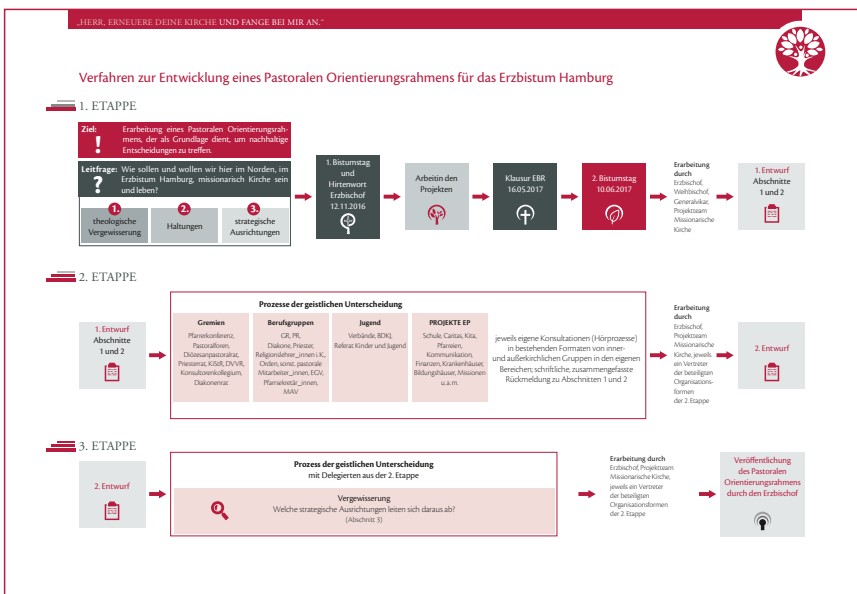 „HERR, ERNEUERE DEINE KIRCHE UND FANGE BEI MIR AN.“
Verfahren zur Entwicklung eines Pastoralen Orientierungsrahmens für das Erzbistum Hamburg
1. ETAPPE
Ziel: Erarbeitung eines Pastoralen Orientierungsrah-
mens, der als Grundlage dient, um nachhaltige
Entscheidungen zu treffen.
!
Leitfrage: Wie sollen und wollen wir hier im Norden, im
Erzbistum Hamburg, missionarisch Kirche sein
und leben?
?
1.
theologische
Vergewisserung
2.
Haltungen
3.
strategische
Ausrichtungen
1. Bistumstag
und
Hirtenwort
Erzbischof
12.11.2016
Arbeit in den
Projekten
Klausur EBR
16.05.2017
2. Bistumstag
10.06.2017
Erarbeitung
durch
Erzbischof,
Weihbischof,
Generalvikar,
Projektteam
Missionarische
Kirche
1. Entwurf
Abschnitte
1 und 2
2. ETAPPE
1. Entwurf
Abschnitte
1 und 2
Prozesse der geistlichen Unterscheidung
Gremien
Pfarrerkonferenz,
Pastoralforen,
Diözesanpastoralrat,
Priesterrat, KiStR, DVVR,
Konsultorenkollegium,
Diakonenrat
Berufsgruppen
GR, PR,
Diakone, Priester,
Religionslehrer_innen i.K.,
Orden, sonst. pastorale
Mitarbeiter_innen, EGV,
Pfarrsekretär_innen,
MAV
Jugend
Verbände, BDKJ,
Referat Kinder und Jugend
PROJEKTE EP
Schule, Caritas, Kita,
Pfarreien,
Kommunikation,
Finanzen, Krankenhäuser,
Bildungshäuser, Missionen
u.a.m.
jeweils eigene Konsultationen (Hörprozesse)
in bestehenden Formaten von inner-
und außerkirchlichen Gruppen in den eigenen
Bereichen; schriftliche, zusammengefasste
Rückmeldung zu Abschnitten 1 und 2
Erarbeitung
durch
Erzbischof,
Projektteam
Missionarische
Kirche, jeweils
ein Vertreter
der beteiligten
Organisations-
formen
der 2. Etappe
2. Entwurf
3. ETAPPE
2. Entwurf
Prozess der geistlichen Unterscheidung
mit Delegierten aus der 2. Etappe
Vergewisserung
Welche strategische Ausrichtungen leiten sich daraus ab?
(Abschnitt 3)
Erarbeitung durch
Erzbischof, Projektteam
Missionarische Kirche,
jeweils ein Vertreter
der beteiligten
Organisationsformen
der 2. Etappe
Veröffentlichung
des Pastoralen
Orientierungsrahmens
durch den Erzbischof